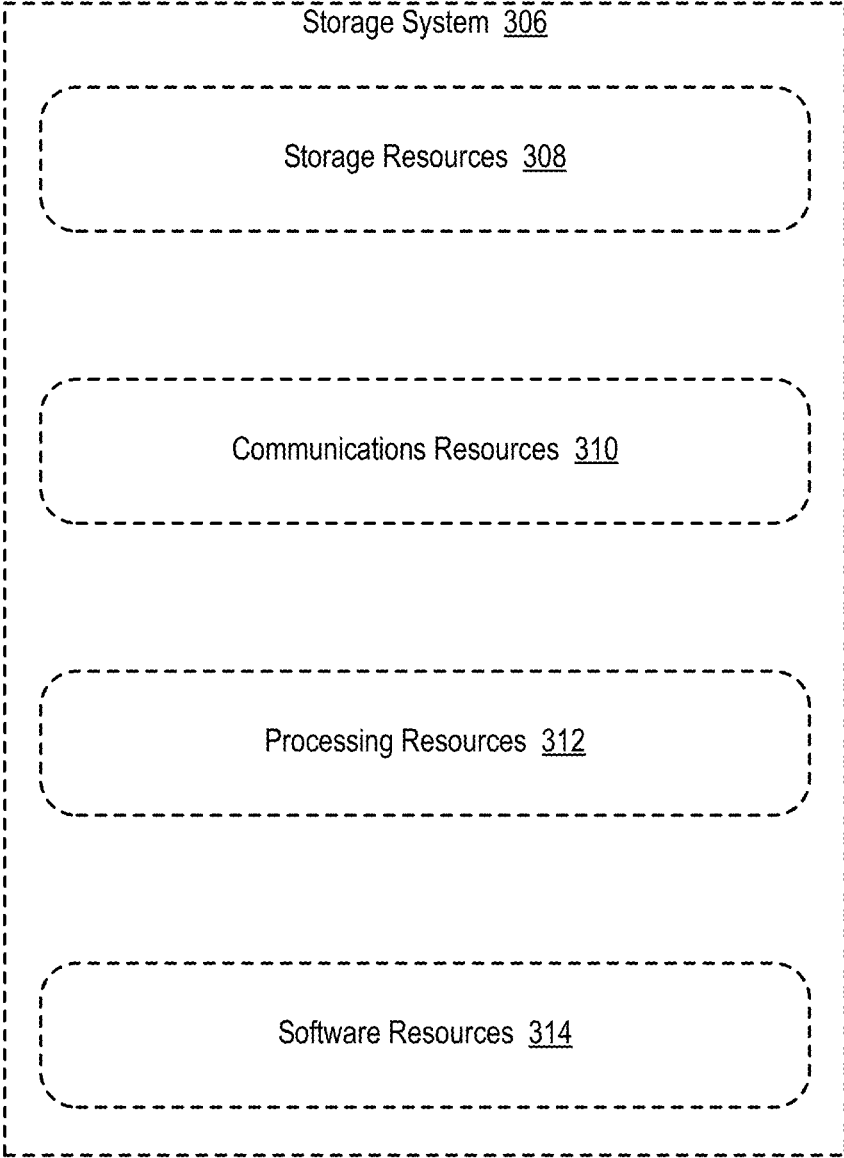 Storage System 306
Storage Resources 308
Communications Resources 310
Processing Resources 312
Software Resources 314